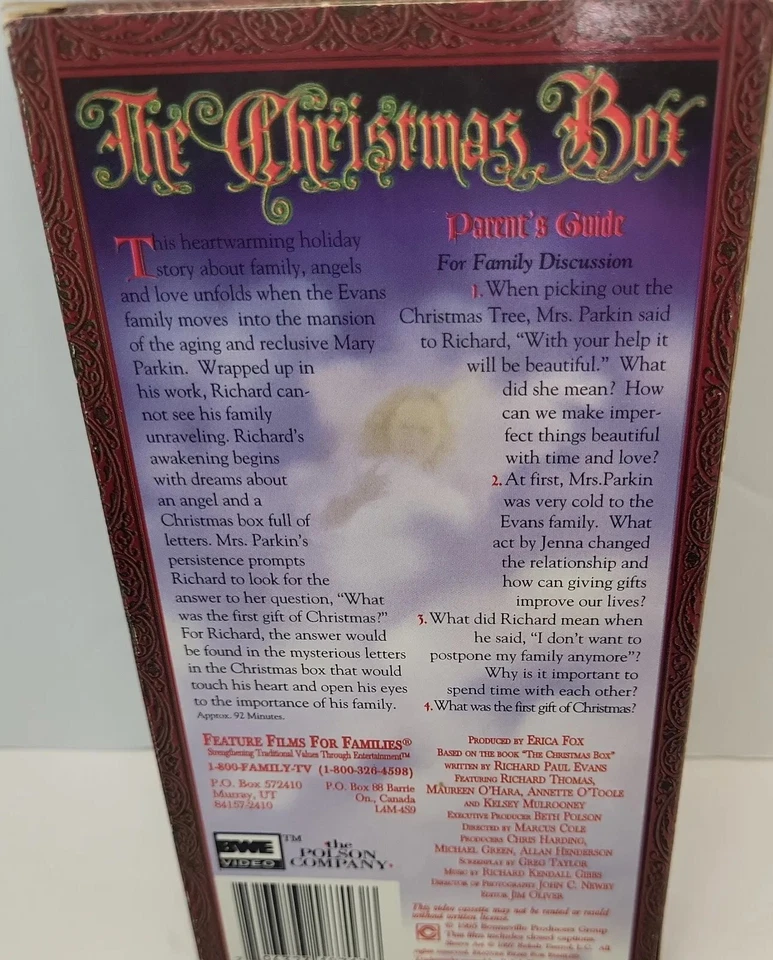 The Christmas Box
This heartwarming holiday
story about family, angels
and love unfolds when the Evans
family moves into the mansion
of the aging and reclusive Mary
Parkin. Wrapped up in
his work, Richard can-
not see his family
unraveling. Richard's
awakening begins
with dreams about
an angel and a
Christmas box full of
letters. Mrs. Parkin's
persistence prompts
Richard to look for the
answer to her question, "What
was the first gift of Christmas?"
For Richard, the answer would
be found in the mysterious letters
in the Christmas box that would
touch his heart and open his eyes
to the importance of his family.
Approx. 92 Minutes.
Parent's Guide
For Family Discussion
1. When picking out the
Christmas Tree, Mrs. Parkin said
to Richard, "With your help it
will be beautiful." What
did she mean? How
can we make imper-
fect things beautiful
with time and love?
2. At first, Mrs.Parkin
was very cold to the
Evans family. What
act by Jenna changed
the relationship and
how can giving gifts
improve our lives?
3. What did Richard mean when
he said, "I don't want to
postpone my family anymore"?
Why is it important to
spend time with each other?
4. What was the first gift of Christmas?
FEATURE FILMS FOR FAMILIES®
Strengthening Traditional Values Through Entertainment™
1-800-FAMILY-TV (1-800-326-4598)
P.O. Box 572410
Murray, UT
84157-2410
P.O. Box 88 Barrie
On., Canada
L4M-4S9
BWE VIDEO ™
the POLSON COMPANY.
PRODUCED BY ERICA FOX
BASED ON THE BOOK "THE CHRISTMAS BOX"
WRITTEN BY RICHARD PAUL EVANS
FEATURING RICHARD THOMAS,
MAUREEN O'HARA, ANNETTE O'TOOLE
AND KELSEY MULROONEY
EXECUTIVE PRODUCER BETH POLSON
DIRECTED BY MARCUS COLE
PRODUCERS CHRIS HARDING,
MICHAEL GREEN, ALLAN HENDERSON
SCREENPLAY BY GREG TAYLOR
MUSIC BY RICHARD KENDALL GIBBS
DIRECTOR OF PHOTOGRAPHY JOHN C. NEWBY
EDITOR JIM OLIVER
This video cassette may not be rented or resold
without written license.
© 1995 Bonneville Producers Group
This film includes closed captions.